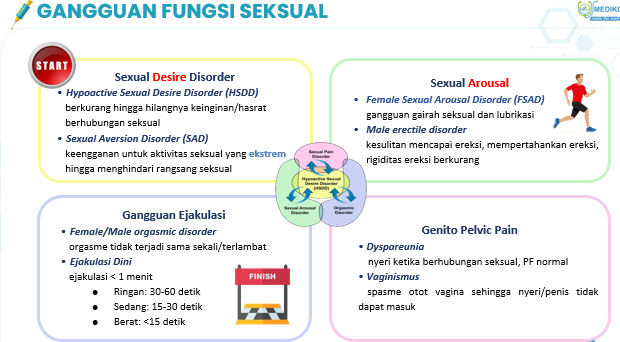 GANGGUAN FUNGSI SEKSUAL
START
Sexual Desire Disorder
• Hypoactive Sexual Desire Disorder (HSDD)
berkurang hingga hilangnya keinginan/hasrat
berhubungan seksual
• Sexual Aversion Disorder (SAD)
keengganan untuk aktivitas seksual yang ekstrem
hingga menghindari rangsang seksual
Sexual Arousal
• Female Sexual Arousal Disorder (FSAD)
gangguan gairah seksual dan lubrikasi
• Male erectile disorder
kesulitan mencapai ereksi, mempertahankan ereksi,
rigiditas ereksi berkurang
Sexual Pain
Disorder
Hypoactive Sexual
Desire Disorder
(HSDD)
Sexual Arousal
Disorder
Orgasmic
Disorder
Gangguan Ejakulasi
• Female/Male orgasmic disorder
orgasme tidak terjadi sama sekali/terlambat
• Ejakulasi Dini
ejakulasi < 1 menit
● Ringan: 30-60 detik
● Sedang: 15-30 detik
● Berat: <15 detik
FINISH
Genito Pelvic Pain
• Dyspareunia
nyeri ketika berhubungan seksual, PF normal
• Vaginismus
spasme otot vagina sehingga nyeri/penis tidak
dapat masuk